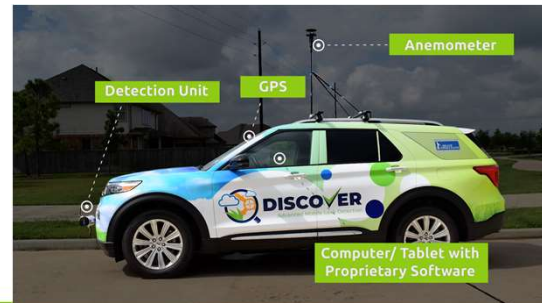 Anemometer
GPS
Detection Unit
DISCOVER
Computer/ Tablet with
Proprietary Software